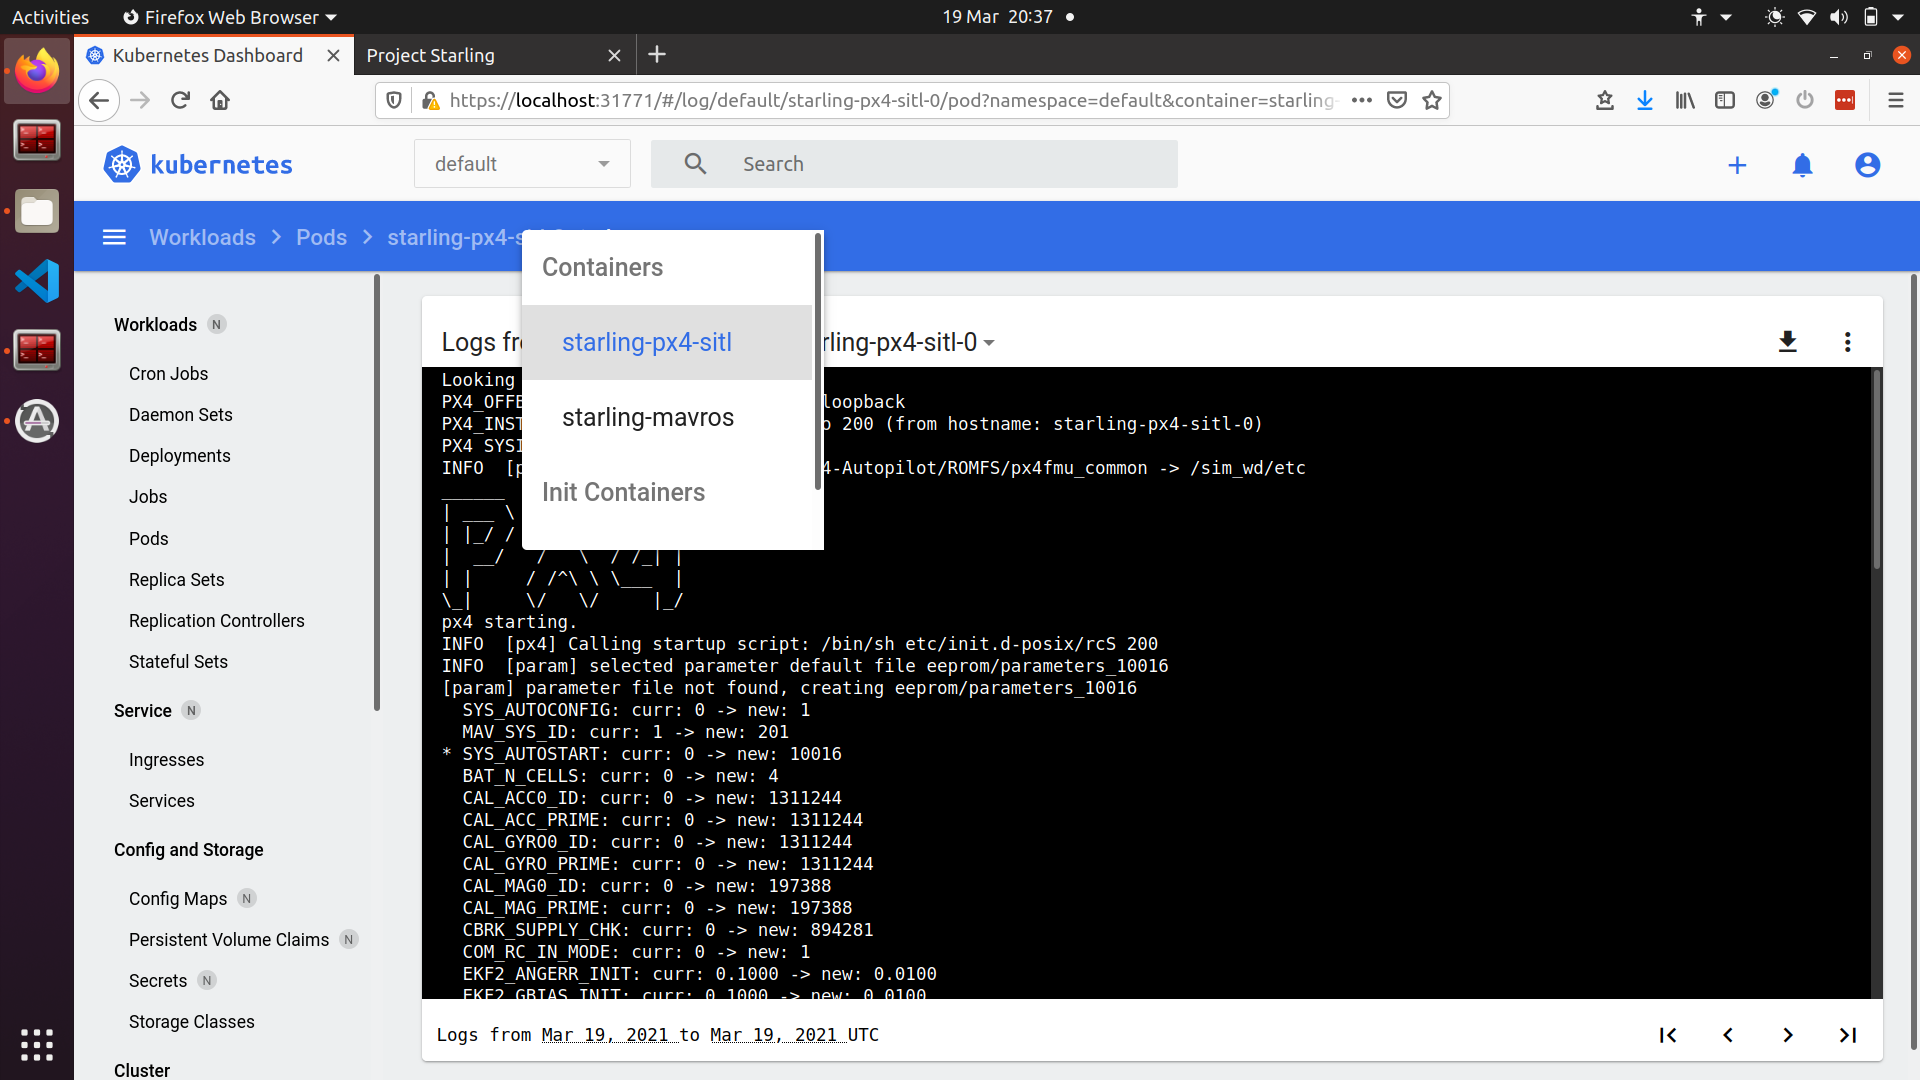 Activities
Firefox Web Browser
19 Mar 20:37
Kubernetes Dashboard
Project Starling
https://localhost:31771/#/log/default/starling-px4-sitl-0/pod?namespace=default&container=starling-
kubernetes
default
Search
Workloads
Pods
starling-px4-s
Containers
starling-px4-sitl
starling-mavros
Init Containers
Workloads N
Cron Jobs
Daemon Sets
Deployments
Jobs
Pods
Replica Sets
Replication Controllers
Stateful Sets
Service N
Ingresses
Services
Config and Storage
Config Maps N
Persistent Volume Claims N
Secrets N
Storage Classes
Cluster
Logs fr
rling-px4-sitl-0
Looking
PX4_OFFB loopback
PX4_INST o 200 (from hostname: starling-px4-sitl-0)
PX4 SYSI
INFO [p 4-Autopilot/ROMFS/px4fmu_common -> /sim_wd/etc
px4 starting.
INFO [px4] Calling startup script: /bin/sh etc/init.d-posix/rcS 200
INFO [param] selected parameter default file eeprom/parameters_10016
[param] parameter file not found, creating eeprom/parameters_10016
SYS_AUTOCONFIG: curr: 0 -> new: 1
MAV_SYS_ID: curr: 1 -> new: 201
* SYS_AUTOSTART: curr: 0 -> new: 10016
BAT_N_CELLS: curr: 0 -> new: 4
CAL_ACC0_ID: curr: 0 -> new: 1311244
CAL_ACC_PRIME: curr: 0 -> new: 1311244
CAL_GYRO0_ID: curr: 0 -> new: 1311244
CAL_GYRO_PRIME: curr: 0 -> new: 1311244
CAL_MAG0_ID: curr: 0 -> new: 197388
CAL_MAG_PRIME: curr: 0 -> new: 197388
CBRK_SUPPLY_CHK: curr: 0 -> new: 894281
COM_RC_IN_MODE: curr: 0 -> new: 1
EKF2_ANGERR_INIT: curr: 0.1000 -> new: 0.0100
EKF2_GBIAS_INIT: curr: 0.1000 -> new: 0.0100
Logs from Mar 19, 2021 to Mar 19, 2021 UTC